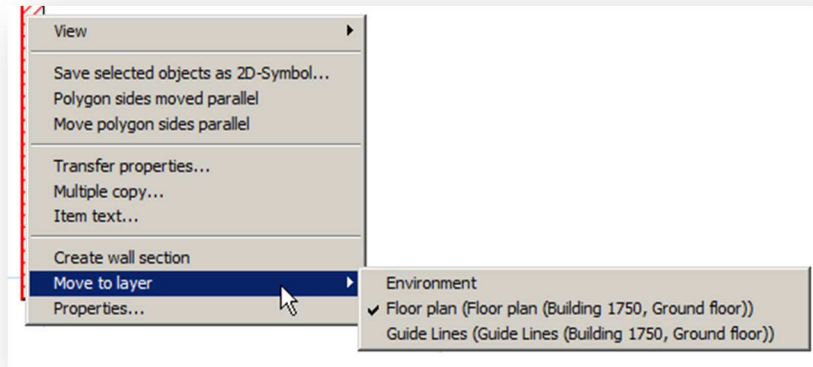 View
Save selected objects as 2D-Symbol...
Polygon sides moved parallel
Move polygon sides parallel
Transfer properties...
Multiple copy...
Item text...
Create wall section
Move to layer
Properties...
Environment
Floor plan (Floor plan (Building 1750, Ground floor))
Guide Lines (Guide Lines (Building 1750, Ground floor))